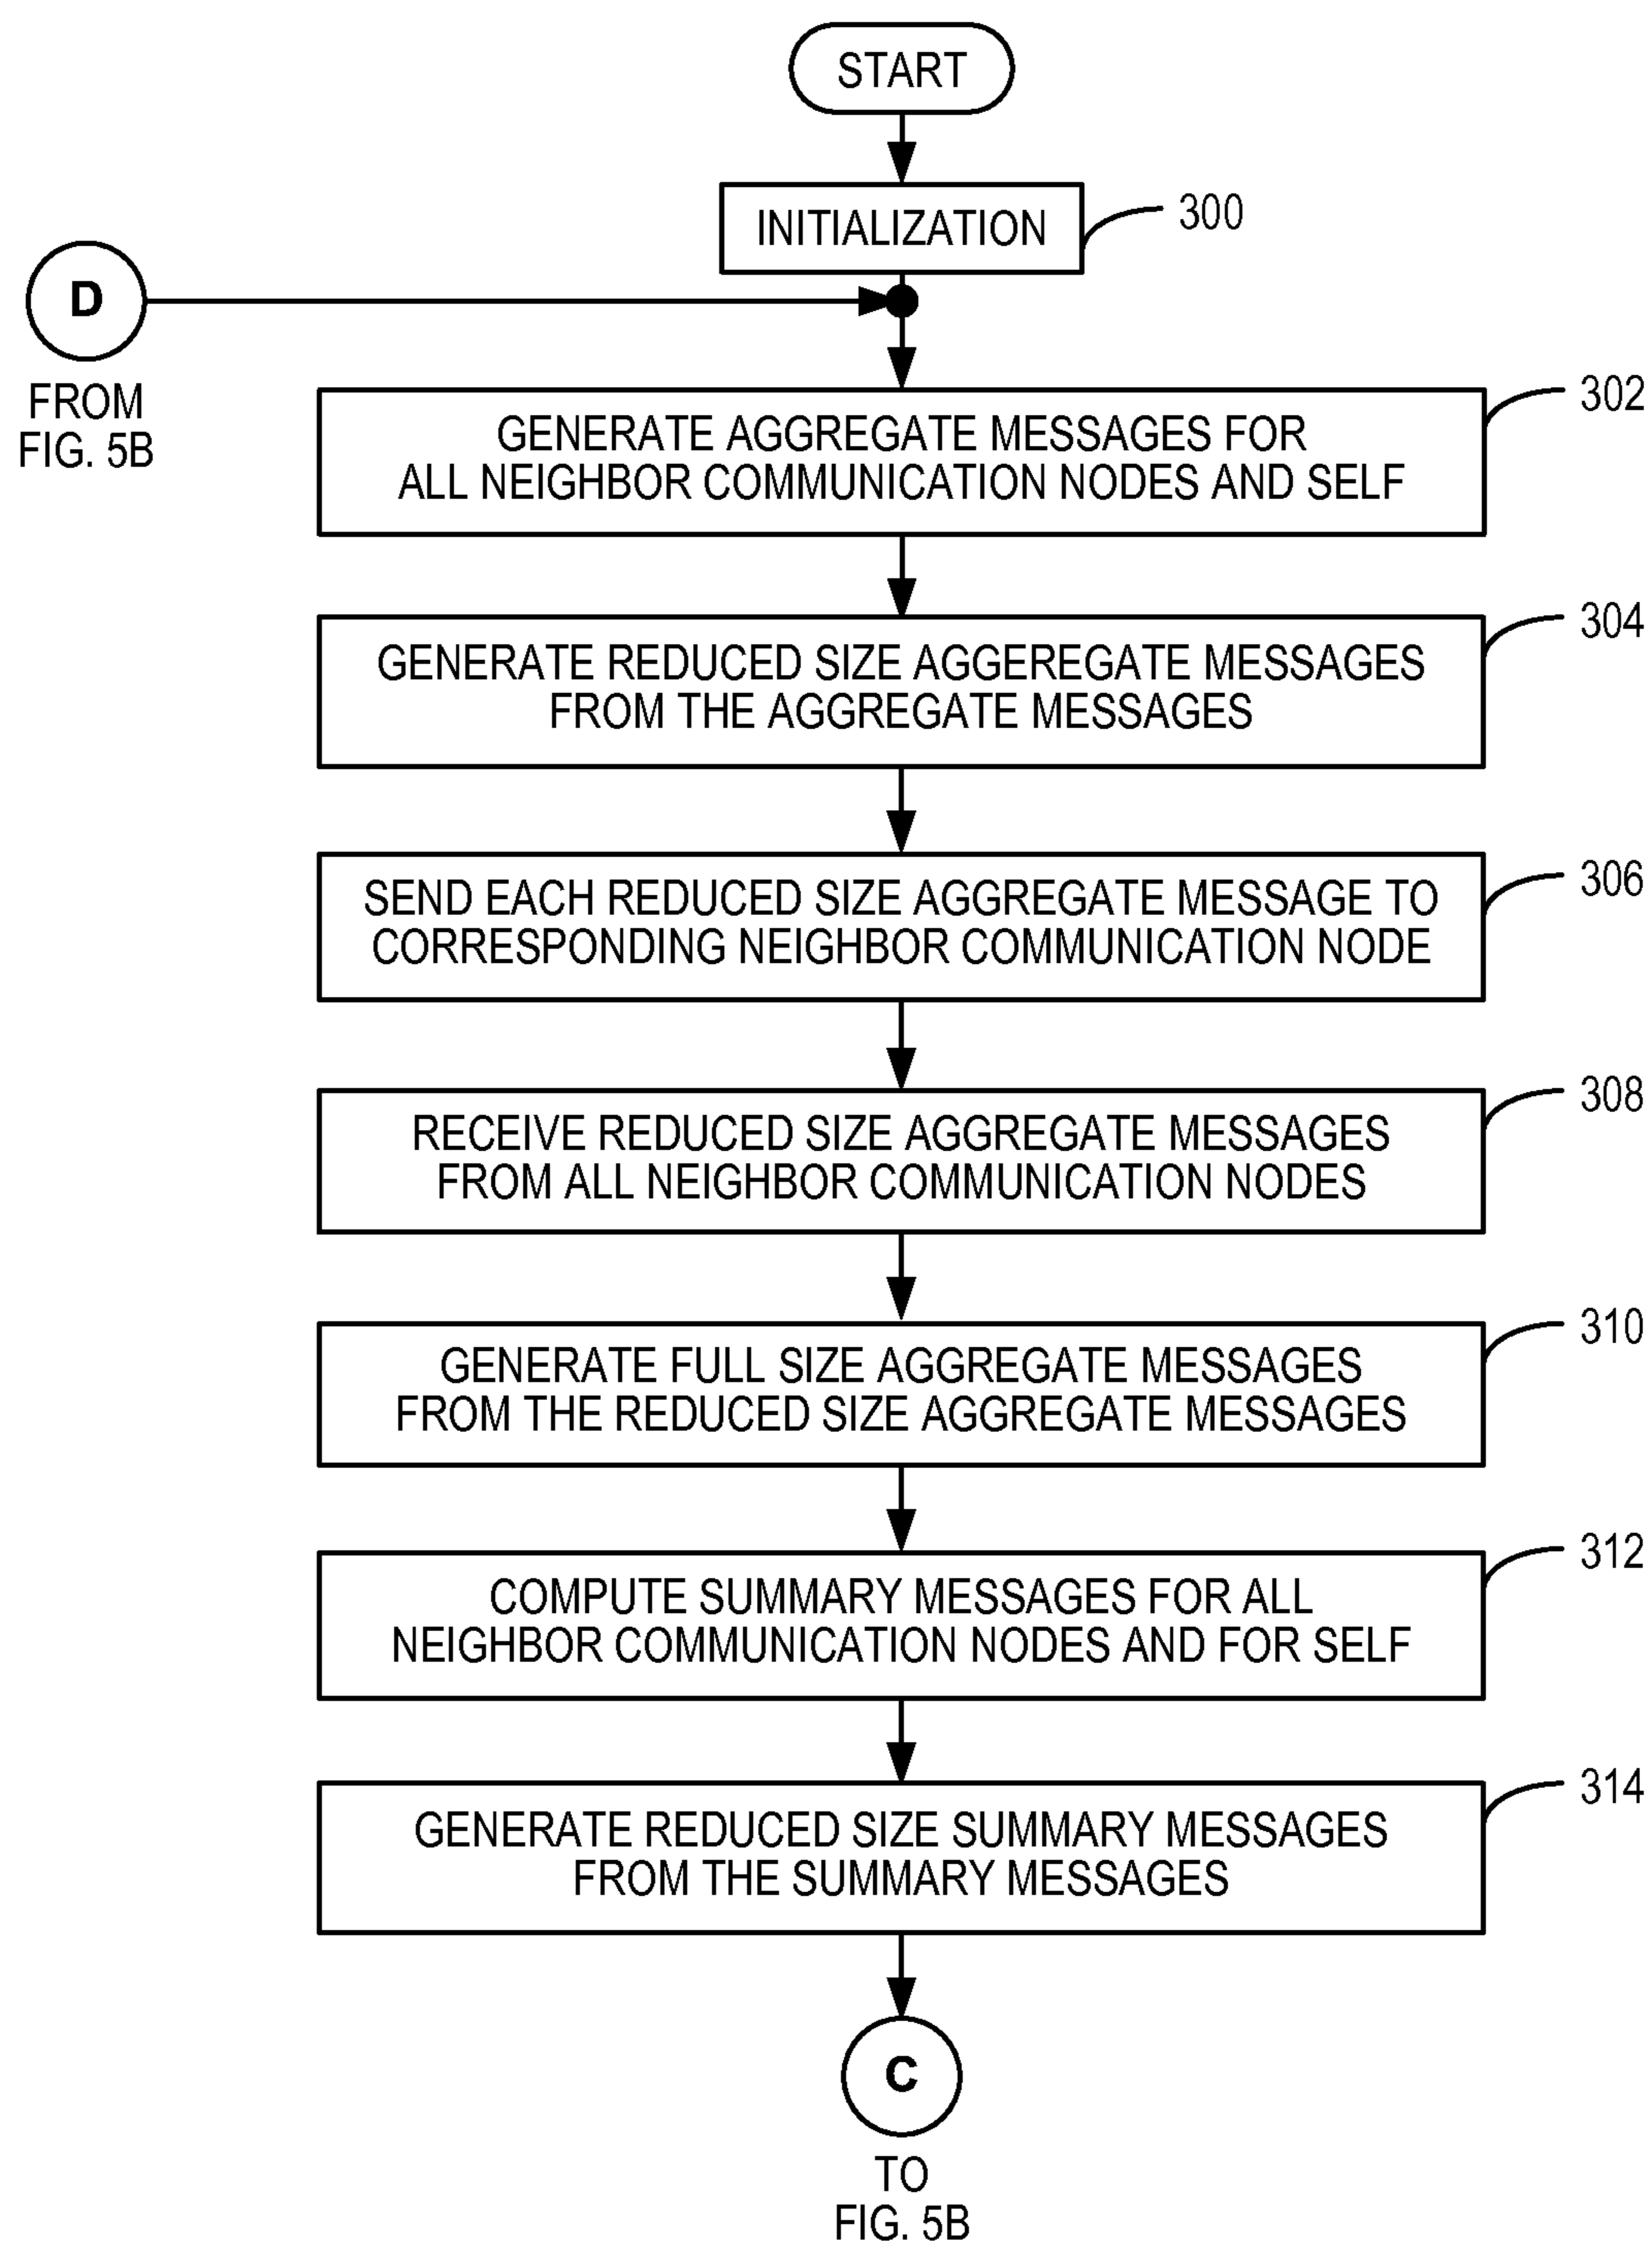 START
INITIALIZATION
300
D
FROM
FIG. 5B
GENERATE AGGREGATE MESSAGES FOR
ALL NEIGHBOR COMMUNICATION NODES AND SELF
302
GENERATE REDUCED SIZE AGGEREGATE MESSAGES
FROM THE AGGREGATE MESSAGES
304
SEND EACH REDUCED SIZE AGGREGATE MESSAGE TO
CORRESPONDING NEIGHBOR COMMUNICATION NODE
306
RECEIVE REDUCED SIZE AGGREGATE MESSAGES
FROM ALL NEIGHBOR COMMUNICATION NODES
308
GENERATE FULL SIZE AGGREGATE MESSAGES
FROM THE REDUCED SIZE AGGREGATE MESSAGES
310
COMPUTE SUMMARY MESSAGES FOR ALL
NEIGHBOR COMMUNICATION NODES AND FOR SELF
312
GENERATE REDUCED SIZE SUMMARY MESSAGES
FROM THE SUMMARY MESSAGES
314
C
TO
FIG. 5B